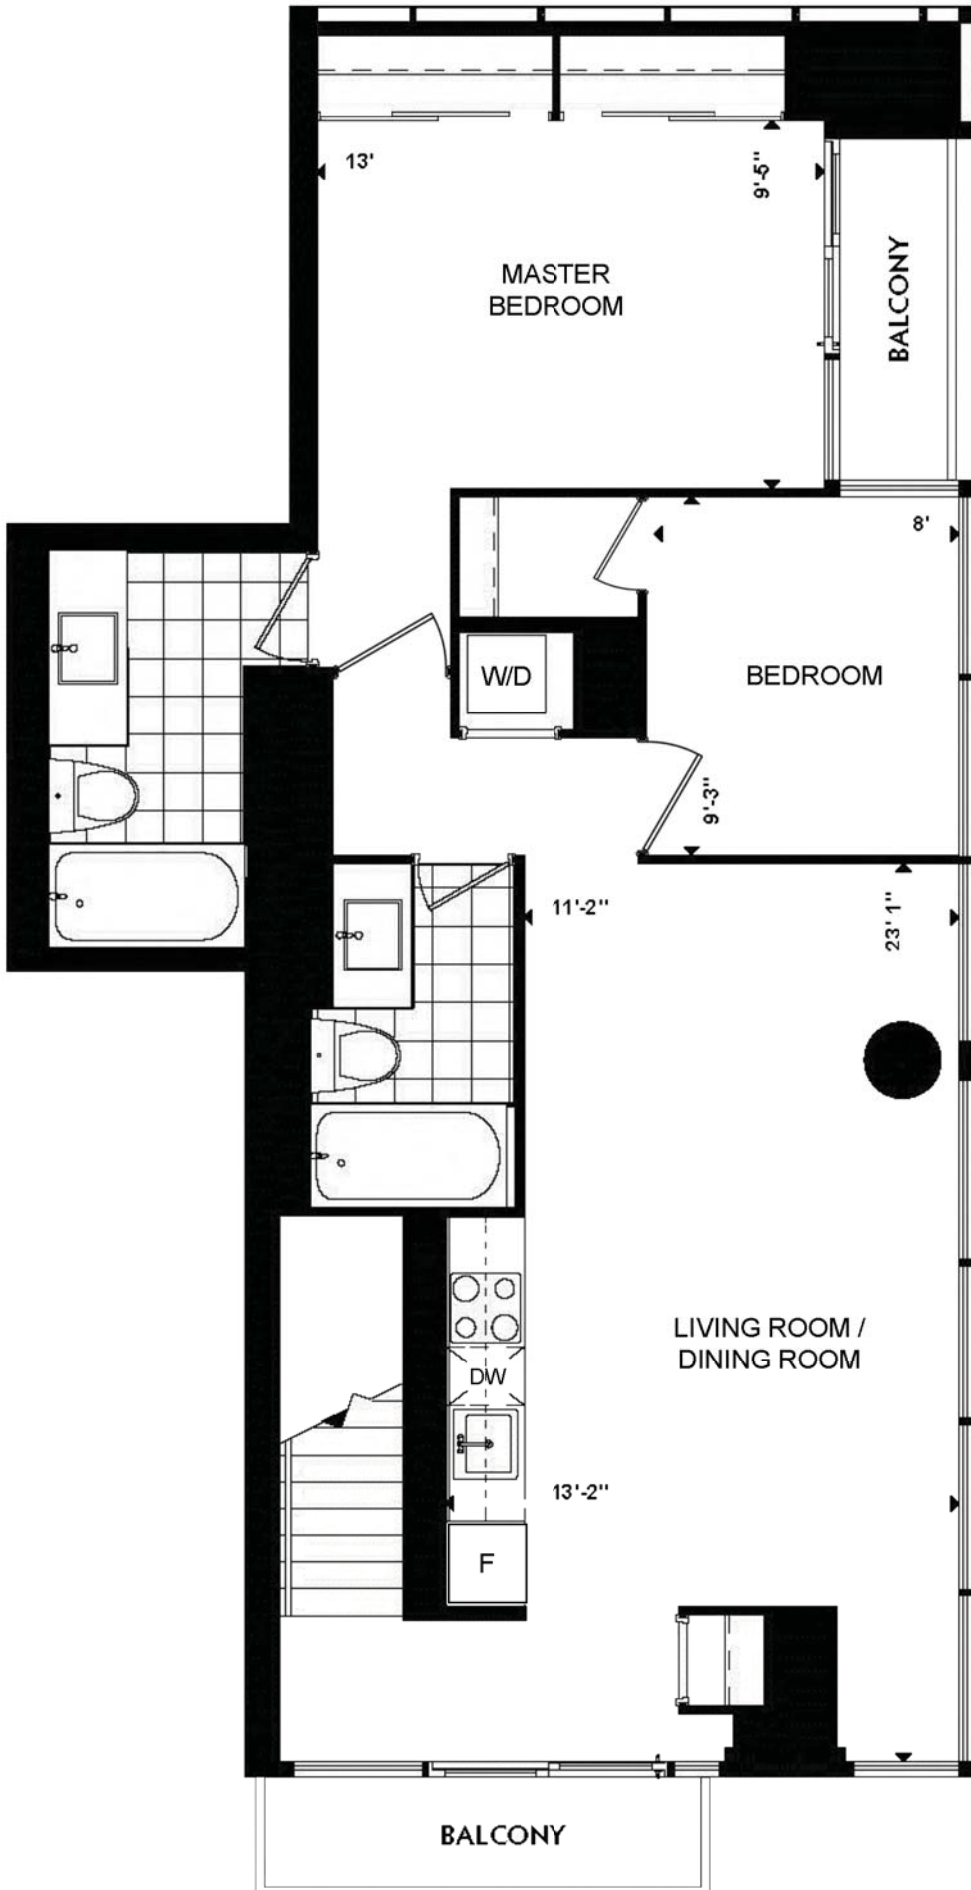 13'
9'-5"
MASTER
BEDROOM
BALCONY
8'
W/D
BEDROOM
9'-3"
11'-2"
23' 1"
LIVING ROOM /
DINING ROOM
DW
13'-2"
F
BALCONY